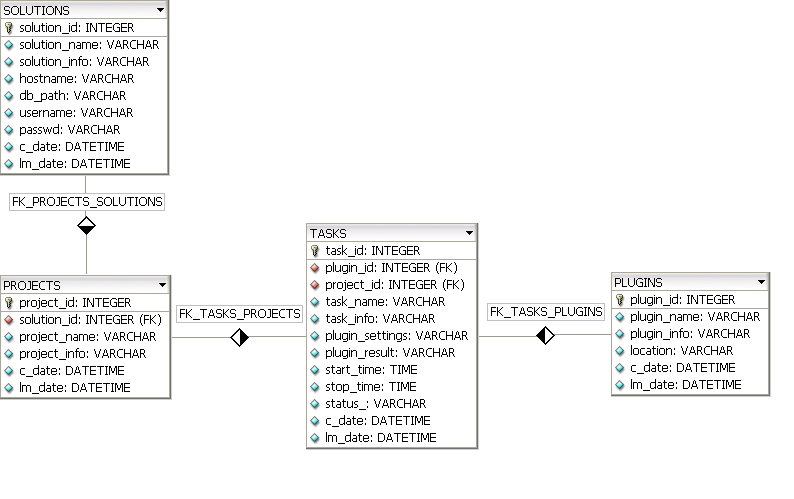 SOLUTIONS
solution_id: INTEGER
solution_name: VARCHAR
solution_info: VARCHAR
hostname: VARCHAR
db_path: VARCHAR
username: VARCHAR
passwd: VARCHAR
c_date: DATETIME
lm_date: DATETIME
FK_PROJECTS_SOLUTIONS
PROJECTS
project_id: INTEGER
solution_id: INTEGER (FK)
project_name: VARCHAR
project_info: VARCHAR
c_date: DATETIME
lm_date: DATETIME
FK_TASKS_PROJECTS
TASKS
task_id: INTEGER
plugin_id: INTEGER (FK)
project_id: INTEGER (FK)
task_name: VARCHAR
task_info: VARCHAR
plugin_settings: VARCHAR
plugin_result: VARCHAR
start_time: TIME
stop_time: TIME
status_: VARCHAR
c_date: DATETIME
lm_date: DATETIME
FK_TASKS_PLUGINS
PLUGINS
plugin_id: INTEGER
plugin_name: VARCHAR
plugin_info: VARCHAR
location: VARCHAR
c_date: DATETIME
lm_date: DATETIME